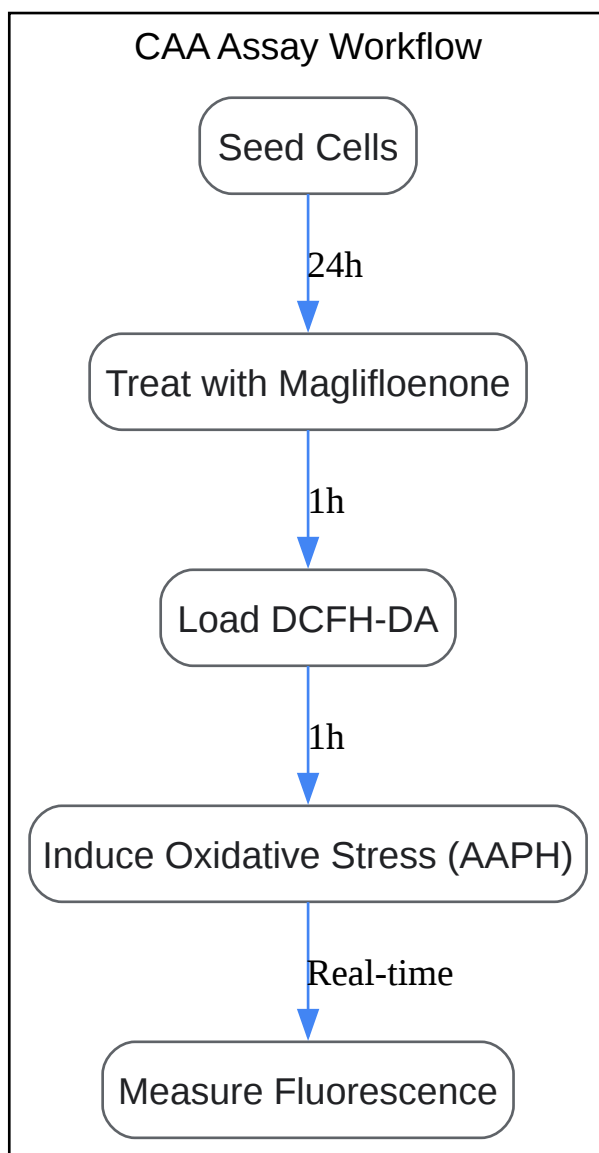 CAA Assay Workflow
Seed Cells
24h
Treat with Maglifloenone
1h
Load DCFH-DA
1h
Induce Oxidative Stress (AAPH)
Real-time
Measure Fluorescence